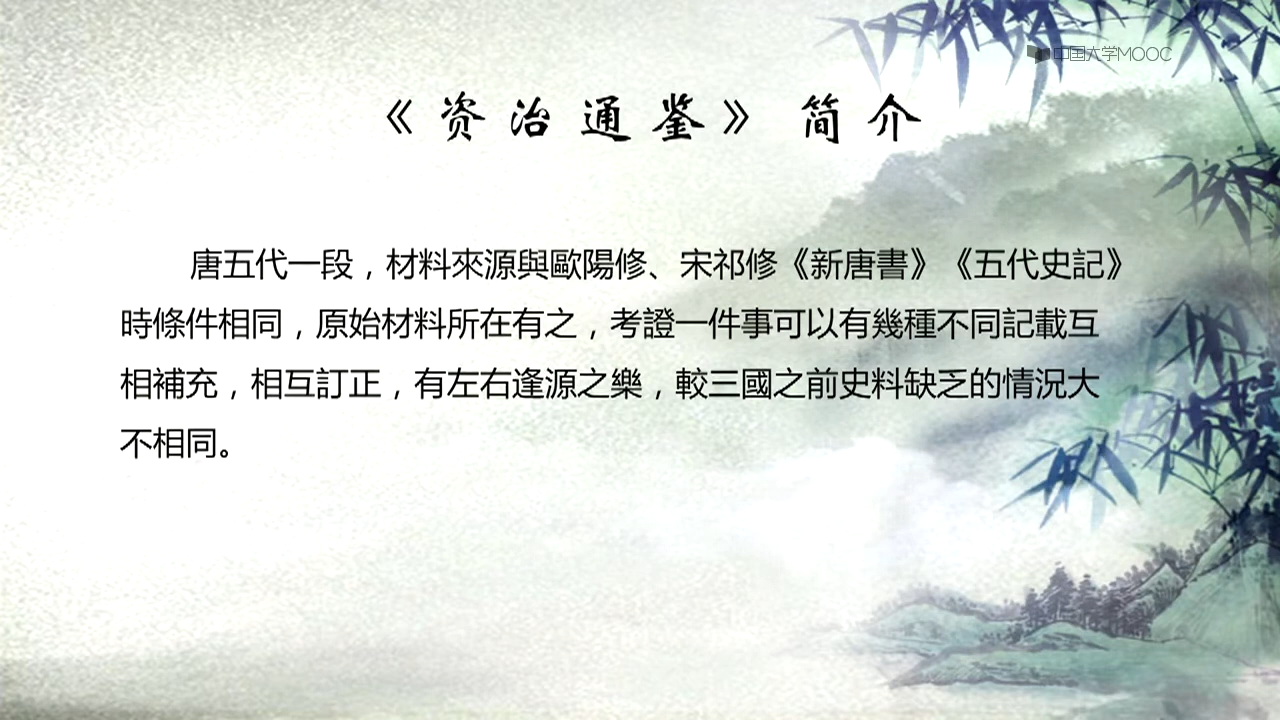 中国大学MOOC
《资治通鉴》简介
唐五代一段，材料來源與歐陽修、宋祁修《新唐書》《五代史記》
時條件相同，原始材料所在有之，考證一件事可以有幾種不同記載互
相補充，相互訂正，有左右逢源之樂，較三國之前史料缺乏的情況大
不相同。